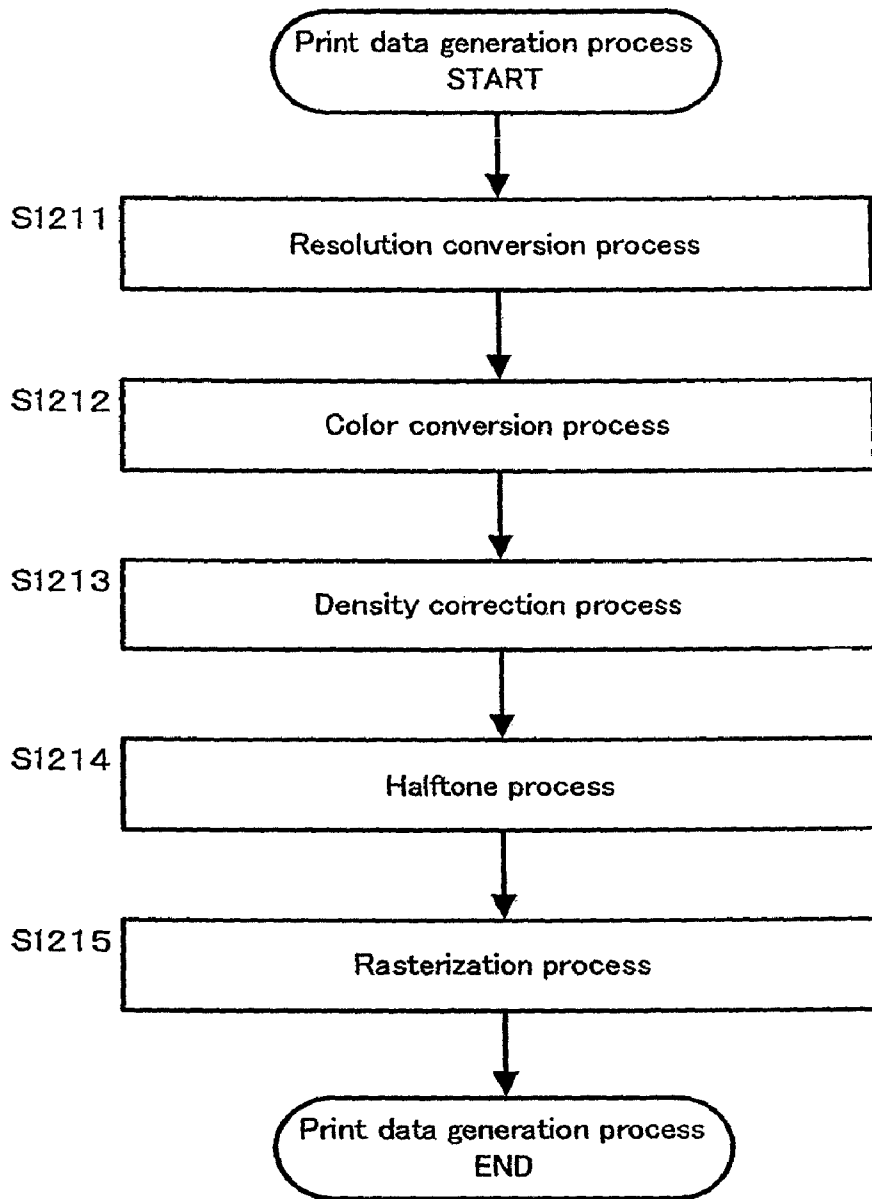 Print data generation process
START
S1211
Resolution conversion process
S1212
Color conversion process
S1213
Density correction process
S1214
Halftone process
S1215
Rasterization process
Print data generation process
END